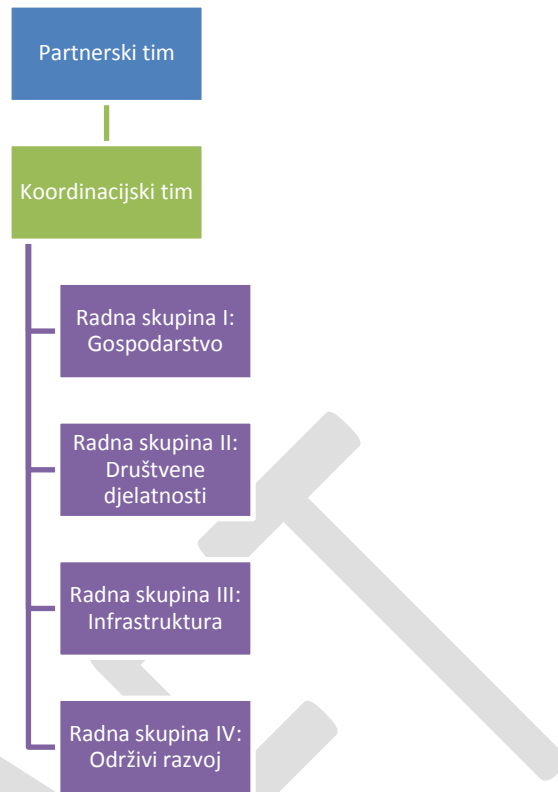 Partnerski tim
Koordinacijski tim
Radna skupina I:
Gospodarstvo
Radna skupina II:
Društvene
djelatnosti
Radna skupina III:
Infrastruktura
Radna skupina IV:
Održivi razvoj